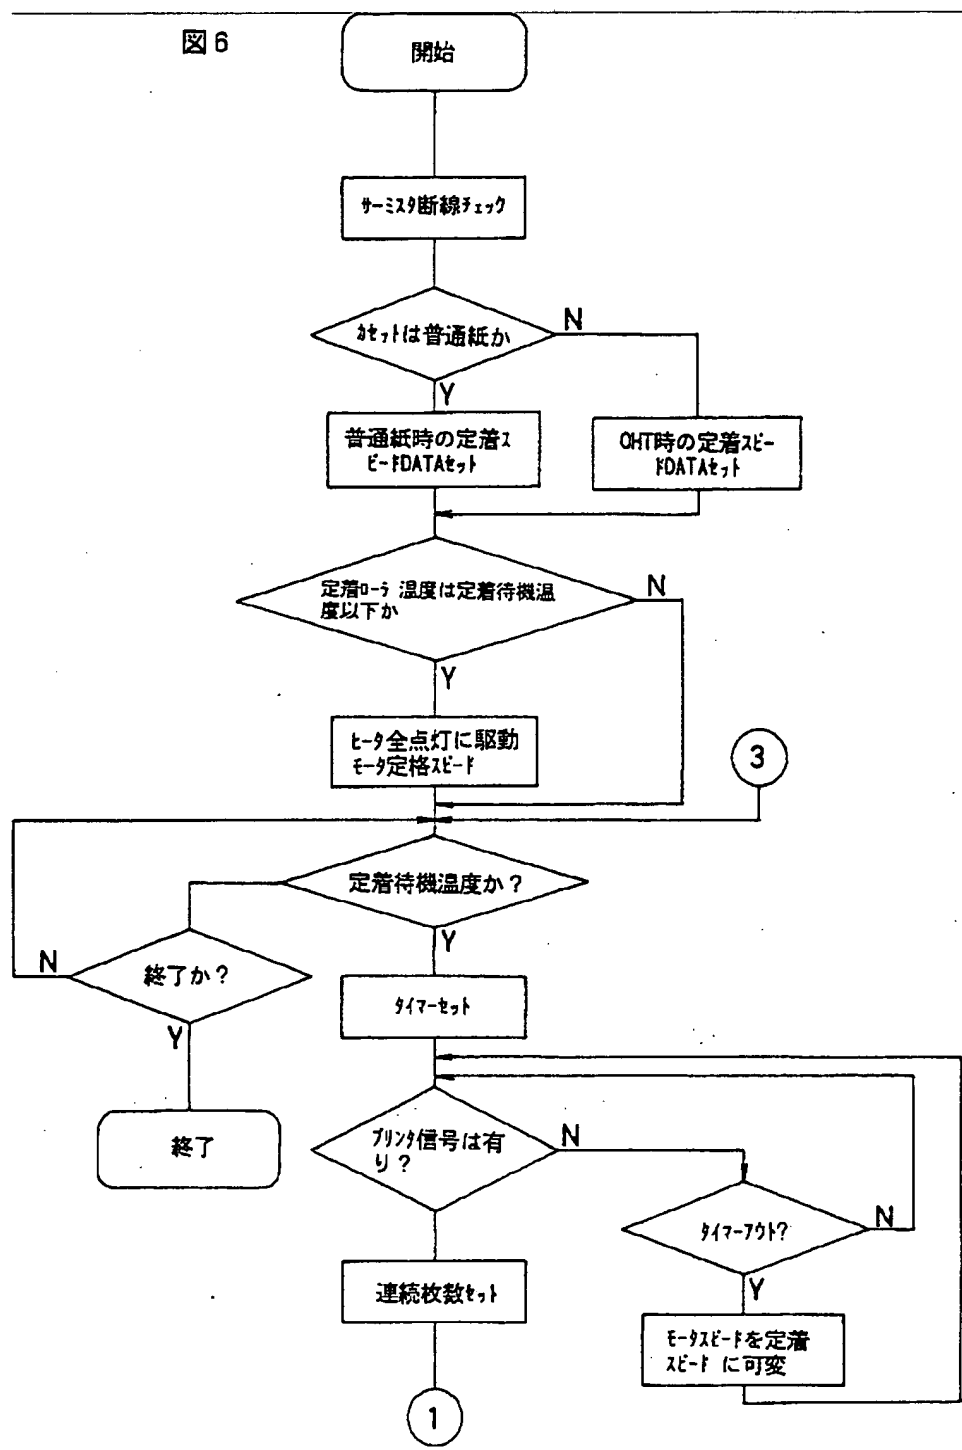 図6
開始
サーミスタ断線チェック
カセットは普通紙か
N
Y
普通紙時の定着ス
ピードDATAセット
OHT時の定着スピー
ドDATAセット
定着ローラ 温度は定着待機温
度以下か
N
Y
ヒータ全点灯に駆動
モータ定格スピード
3
定着待機温度か?
Y
N
終了か?
Y
タイマーセット
終了
プリンタ信号は有
り?
N
タイマーアウト?
N
Y
連続枚数セット
モータスピードを定着
スピード に可変
1